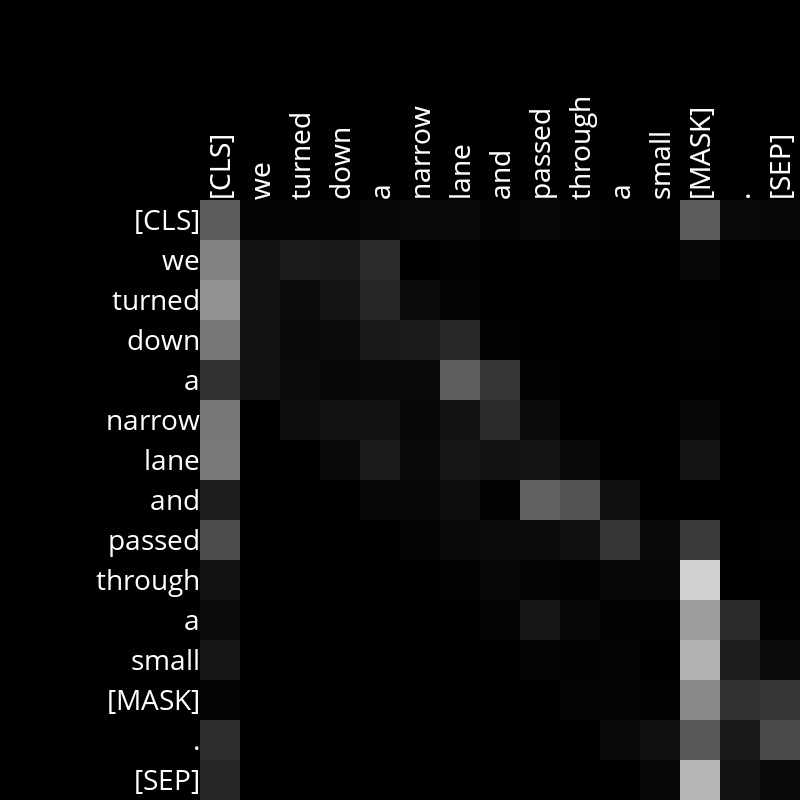 [CLS] we turned down a narrow lane and passed through a small [MASK] . [SEP]
[CLS]
we
turned
down
a
narrow
lane
and
passed
through
a
small
[MASK]
.
[SEP]